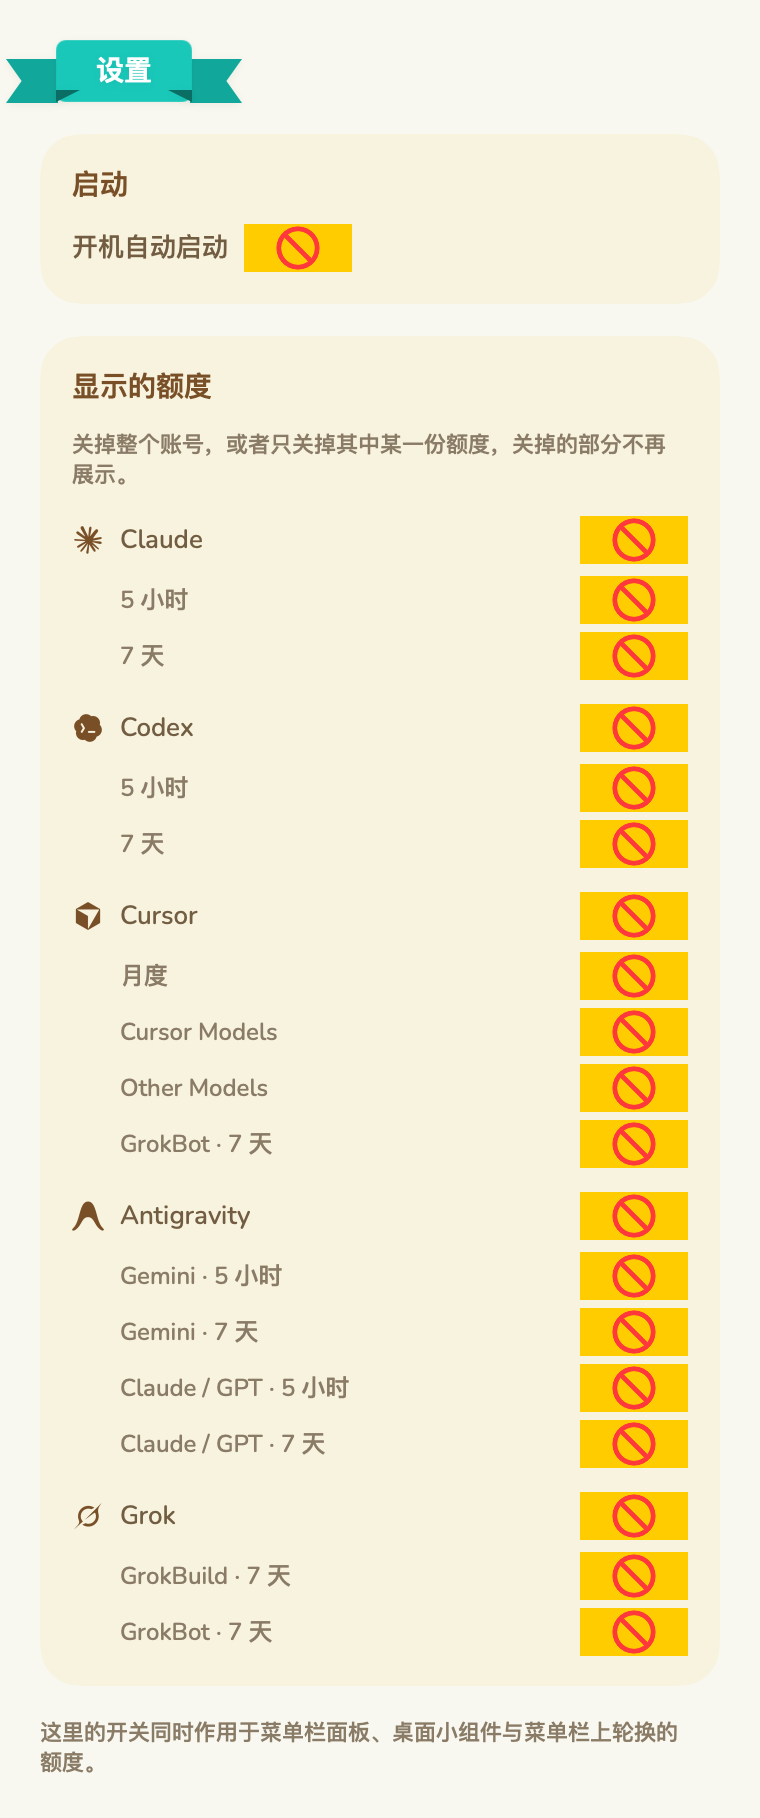 设置
启动
开机自动启动
显示的额度
关掉整个账号，或者只关掉其中某一份额度，关掉的部分不再
展示。
Claude
5 小时
7 天
Codex
5 小时
7 天
Cursor
月度
Cursor Models
Other Models
GrokBot · 7 天
Antigravity
Gemini · 5 小时
Gemini · 7 天
Claude / GPT · 5 小时
Claude / GPT · 7 天
Grok
GrokBuild · 7 天
GrokBot · 7 天
这里的开关同时作用于菜单栏面板、桌面小组件与菜单栏上轮换的
额度。